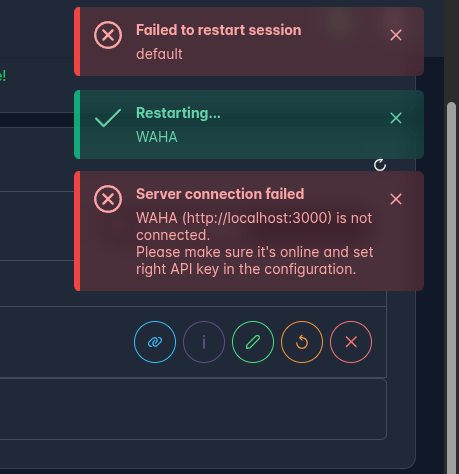 Failed to restart session
default
e!
Restarting...
WAHA
Server connection failed
WAHA (http://localhost:3000) is not
connected.
Please make sure it's online and set
right API key in the configuration.